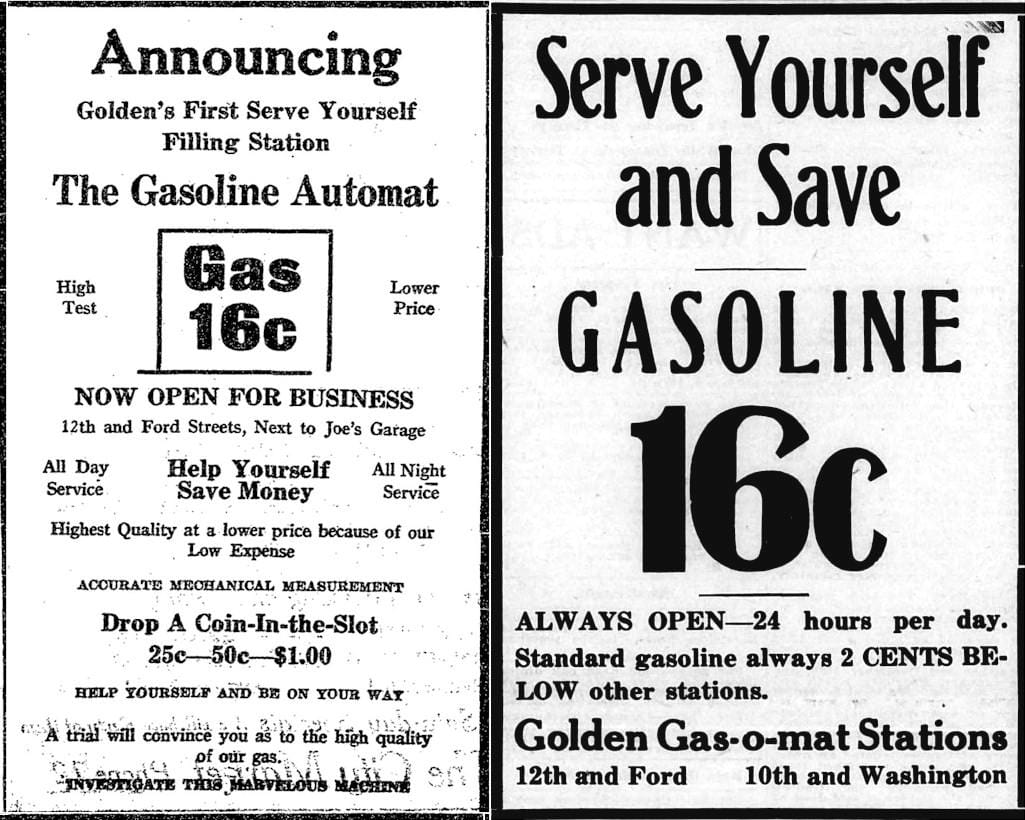 Announcing
Golden's First Serve Yourself
Filling Station
The Gasoline Automat
High
Test
Gas
16c
Lower
Price
NOW OPEN FOR BUSINESS
12th and Ford Streets, Next to Joe's Garage
All Day
Service
Help Yourself
Save Money
All Night
Service
Highest Quality at a lower price because of our
Low Expense
ACCURATE MECHANICAL MEASUREMENT
Drop A Coin-In-the-Slot
25c—50c—$1.00
HELP YOURSELF AND BE ON YOUR WAY
A trial will convince you as to the high quality
of our gas.
INVESTIGATE THIS MARVELOUS MACHINE
Serve Yourself
and Save
GASOLINE
16c
ALWAYS OPEN—24 hours per day.
Standard gasoline always 2 CENTS BE-
LOW other stations.
Golden Gas-o-mat Stations
12th and Ford 10th and Washington